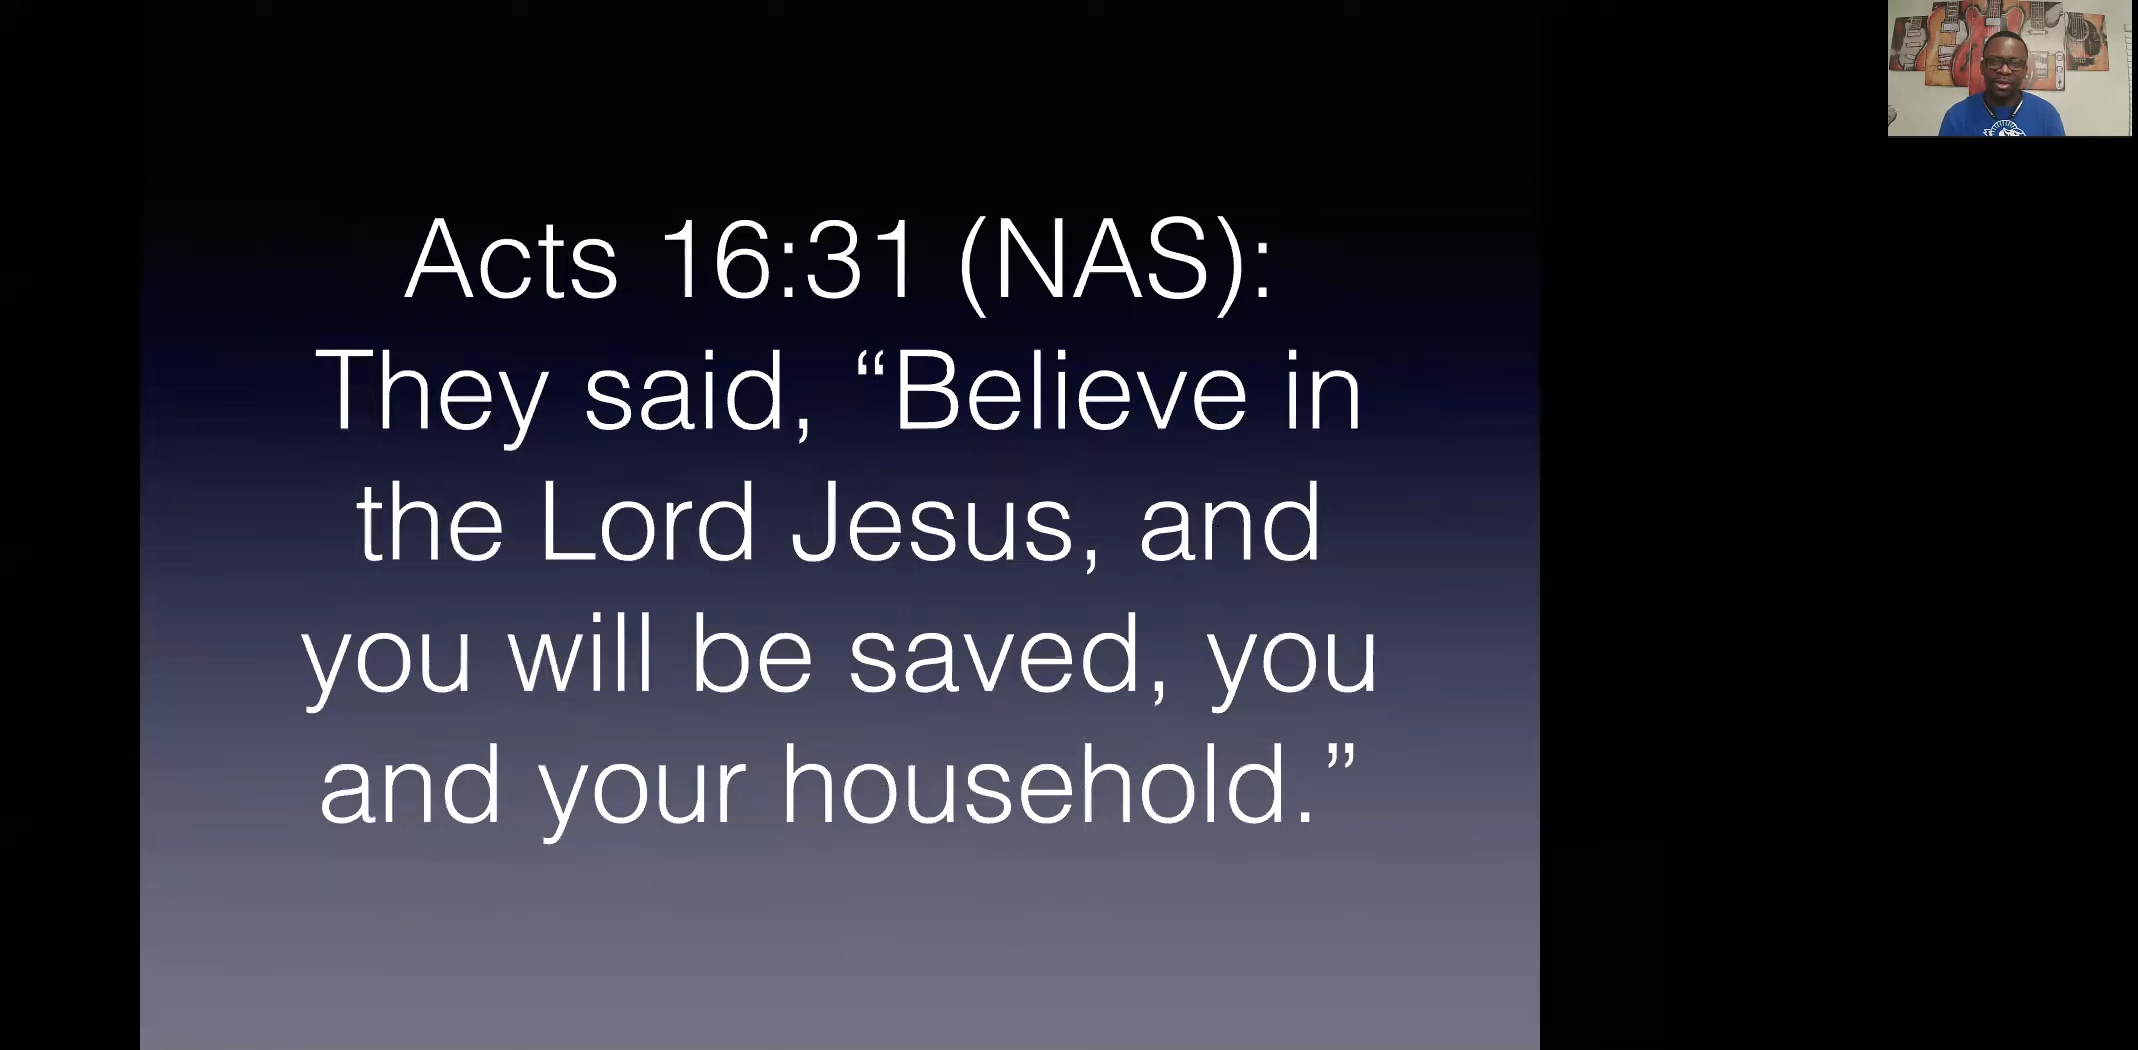 Acts 16:31 (NAS):
They said, “Believe in
the Lord Jesus, and
you will be saved, you
and your household.”